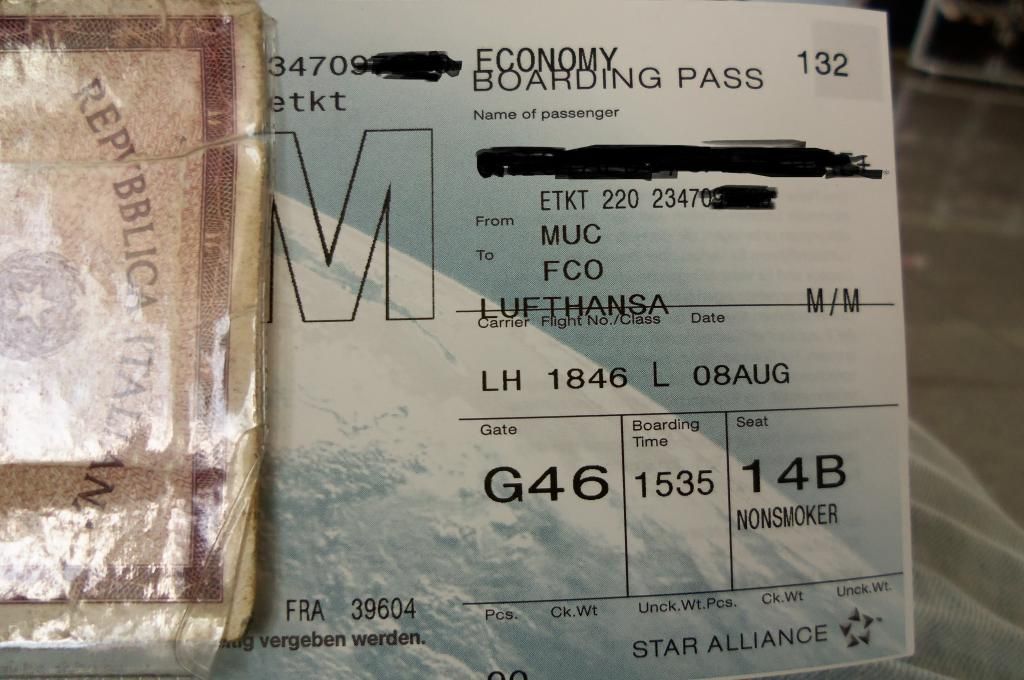 REPVBBLICA ITALIAN
34709
etkt
M
ECONOMY
BOARDING PASS
132
Name of passenger
ETKT 220 23470
From
MUC
To
FCO
LUFTHANSA
M/M
Carrier Flight No./Class Date
LH 1846 L 08AUG
Gate
G46
Boarding
Time
1535
Seat
14B
NONSMOKER
Pcs. Ck.Wt Unck.Wt.Pcs. Ck.Wt Unck.Wt.
FRA 39604
vergeben werden.
STAR ALLIANCE